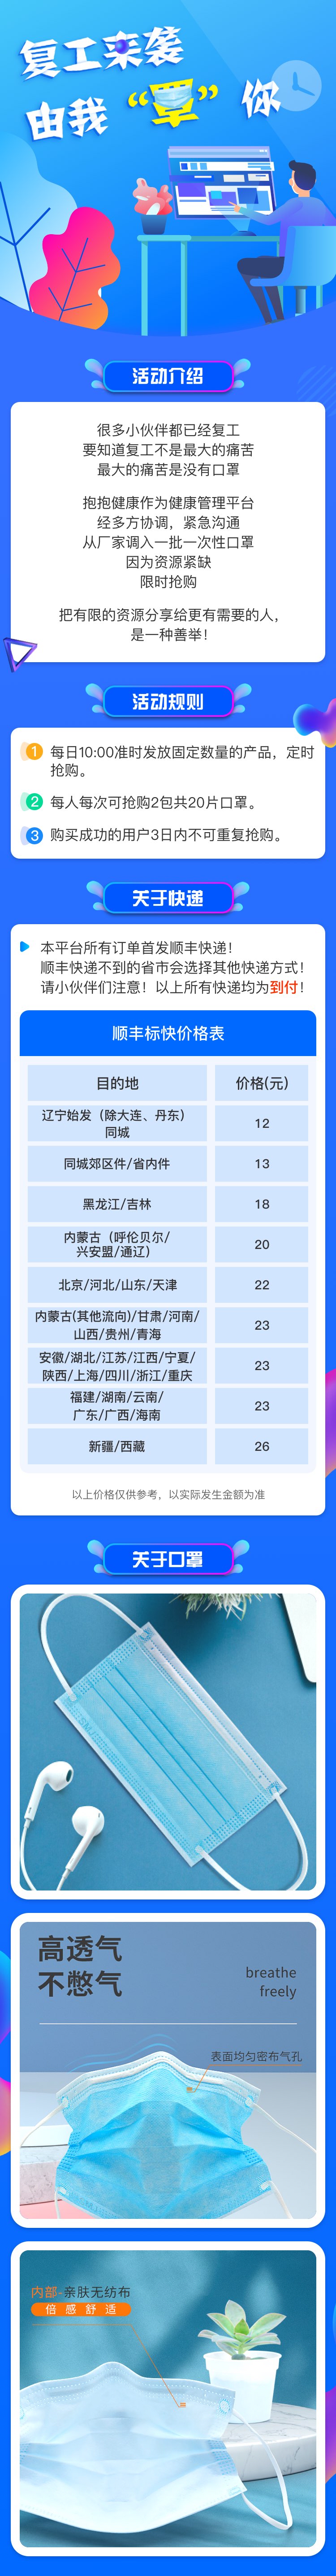 复工来袭
由我“罩”你
活动介绍
很多小伙伴都已经复工
要知道复工不是最大的痛苦
最大的痛苦是没有口罩
抱抱健康作为健康管理平台
经多方协调，紧急沟通
从厂家调入一批一次性口罩
因为资源紧缺
限时抢购
把有限的资源分享给更有需要的人，
是一种善举！
活动规则
1 每日10:00准时发放固定数量的产品，定时
抢购。
2 每人每次可抢购2包共20片口罩。
3 购买成功的用户3日内不可重复抢购。
关于快递
本平台所有订单首发顺丰快递！
顺丰快递不到的省市会选择其他快递方式！
请小伙伴们注意！以上所有快递均为到付！
顺丰标快价格表
目的地 价格(元)
辽宁始发（除大连、丹东）
同城 12
同城郊区件/省内件 13
黑龙江/吉林 18
内蒙古（呼伦贝尔/
兴安盟/通辽） 20
北京/河北/山东/天津 22
内蒙古(其他流向)/甘肃/河南/
山西/贵州/青海 23
安徽/湖北/江苏/江西/宁夏/
陕西/上海/四川/浙江/重庆 23
福建/湖南/云南/
广东/广西/海南 23
新疆/西藏 26
以上价格仅供参考，以实际发生金额为准
关于口罩
高透气
不憋气
breathe
freely
表面均匀密布气孔
内部-亲肤无纺布
倍感舒适